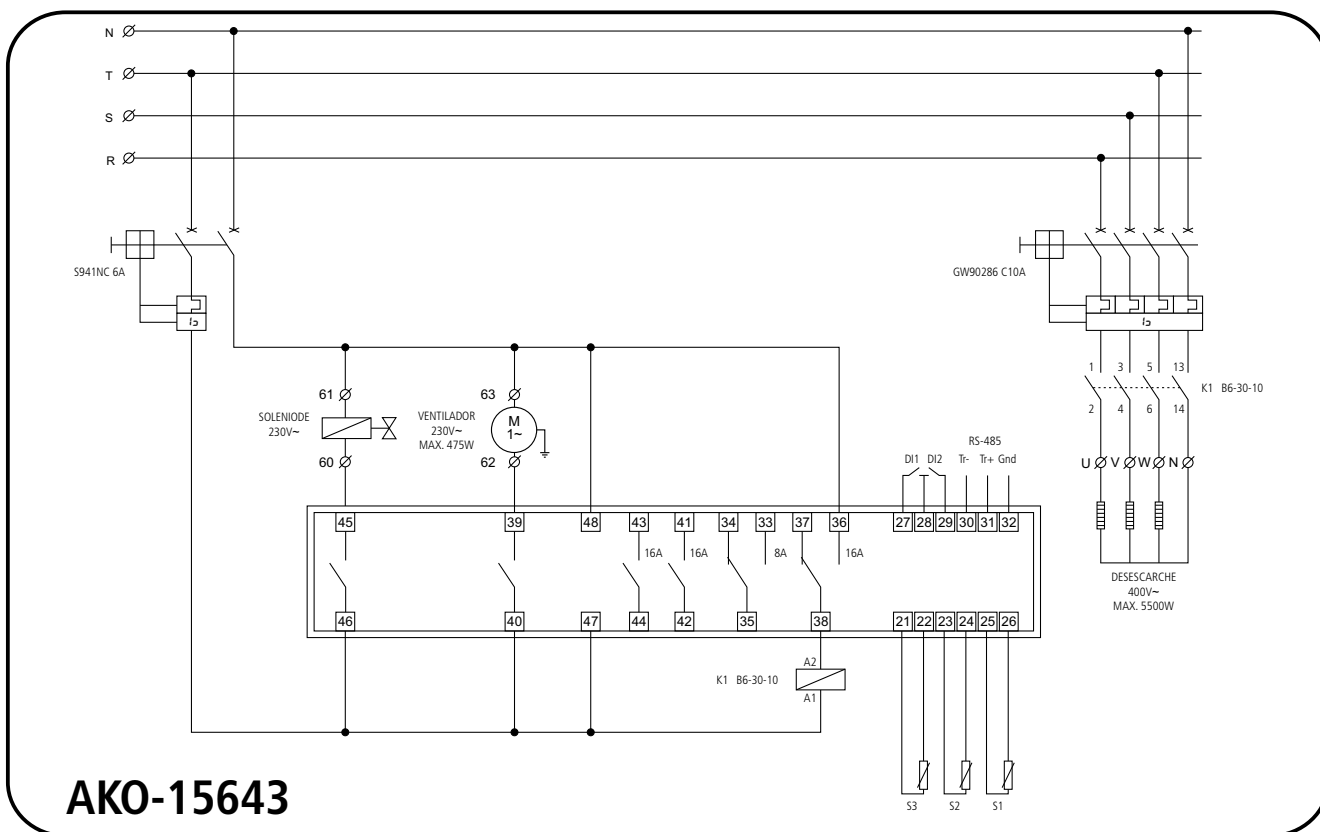 N
T
S
R
S941NC 6A
GW90286 C10A
1 3 5 13
K1 B6-30-10
2 4 6 14
61
63
SOLENIODE
230V~
VENTILADOR
230V~
MAX. 475W
M
1~
60
62
RS-485
DI1 DI2 Tr- Tr+ Gnd
U V W N
45 39 48 43 41 34 33 37 36 27 28 29 30 31 32
16A 16A 8A 16A
DESESCARCHE
400V~
MAX. 5500W
46 40 47 44 42 35 38 21 22 23 24 25 26
A2
K1 B6-30-10
A1
S3 S2 S1
AKO-15643